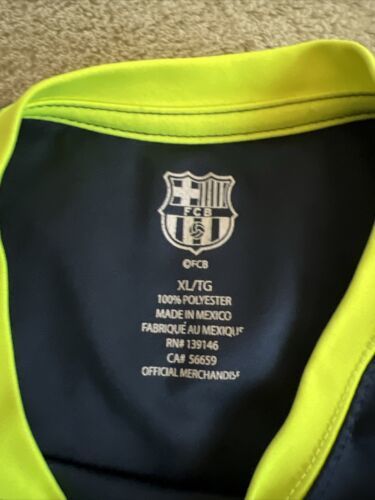 FCB
©FCB
XL/TG
100% POLYESTER
MADE IN MEXICO
FABRIQUÉ AU MEXIQUE
RN# 139146
CA# 56659
OFFICIAL MERCHANDISE